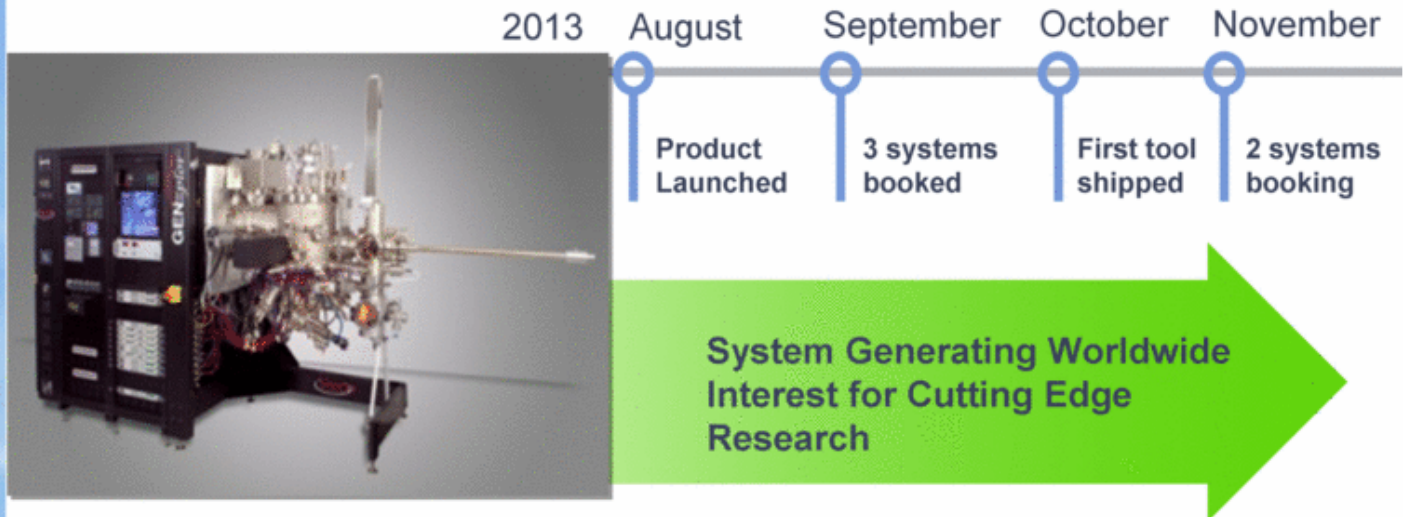 2013 August September October November
Product
Launched
3 systems
booked
First tool
shipped
2 systems
booking
GENxplor
System Generating Worldwide
Interest for Cutting Edge
Research